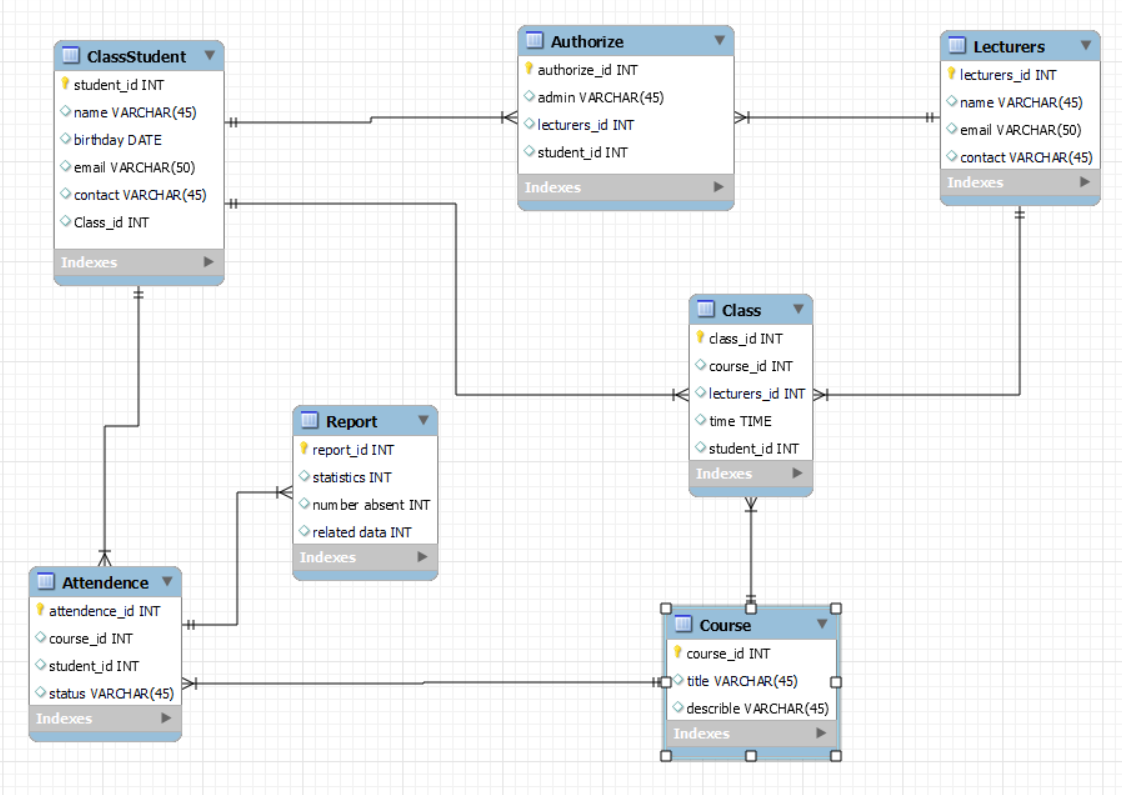 ClassStudent
student_id INT
name VARCHAR(45)
birthday DATE
email VARCHAR(50)
contact VARCHAR(45)
Class_id INT
Indexes
Authorize
authorize_id INT
admin VARCHAR(45)
lecturers_id INT
student_id INT
Indexes
Lecturers
lecturers_id INT
name VARCHAR(45)
email VARCHAR(50)
contact VARCHAR(45)
Indexes
Class
class_id INT
course_id INT
lecturers_id INT
time TIME
student_id INT
Indexes
Report
report_id INT
statistics INT
number absent INT
related data INT
Indexes
Attendence
attendence_id INT
course_id INT
student_id INT
status VARCHAR(45)
Indexes
Course
course_id INT
title VARCHAR(45)
describle VARCHAR(45)
Indexes